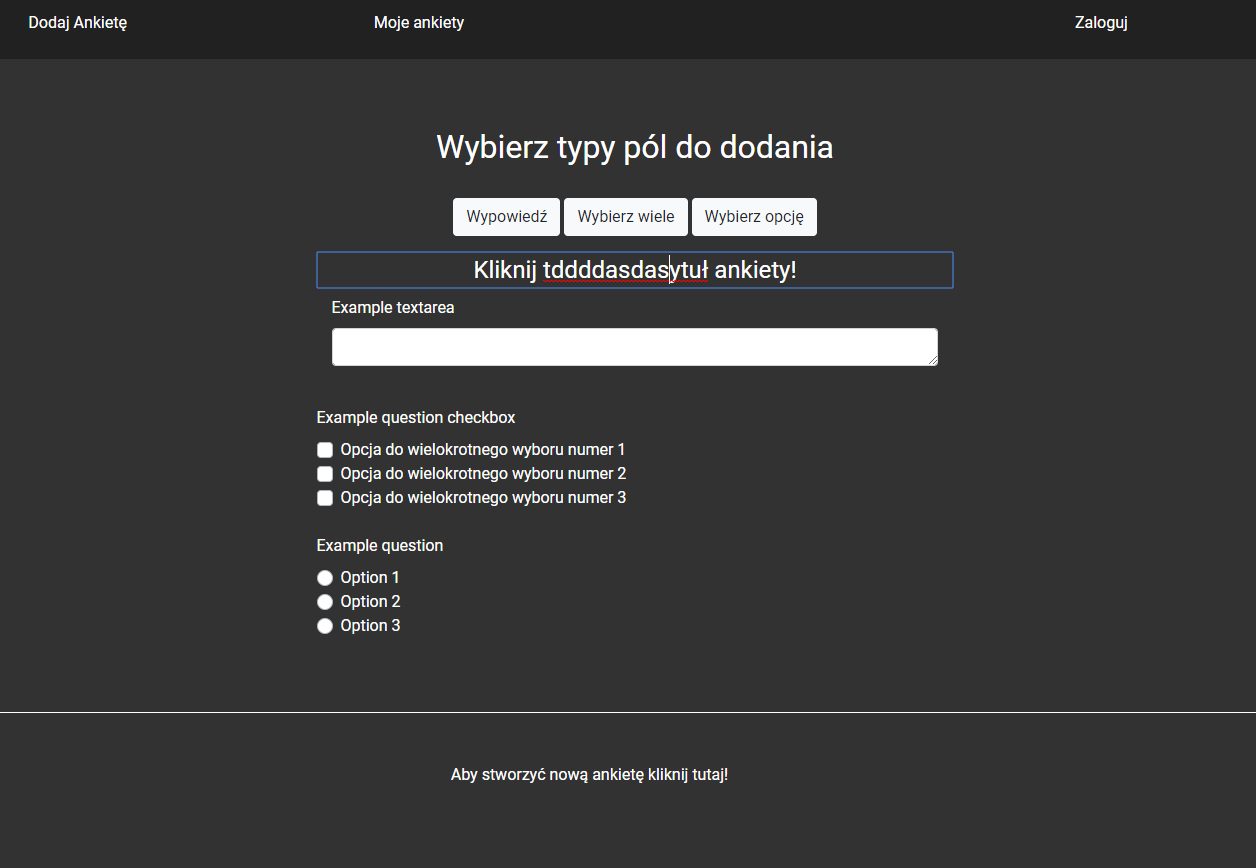 Dodaj Ankietę Moje ankiety Zaloguj
Wybierz typy pól do dodania
Wypowiedź Wybierz wiele Wybierz opcję
Kliknij tddddasdasytuł ankiety!
Example textarea
Example question checkbox
Opcja do wielokrotnego wyboru numer 1
Opcja do wielokrotnego wyboru numer 2
Opcja do wielokrotnego wyboru numer 3
Example question
Option 1
Option 2
Option 3
Aby stworzyć nową ankietę kliknij tutaj!